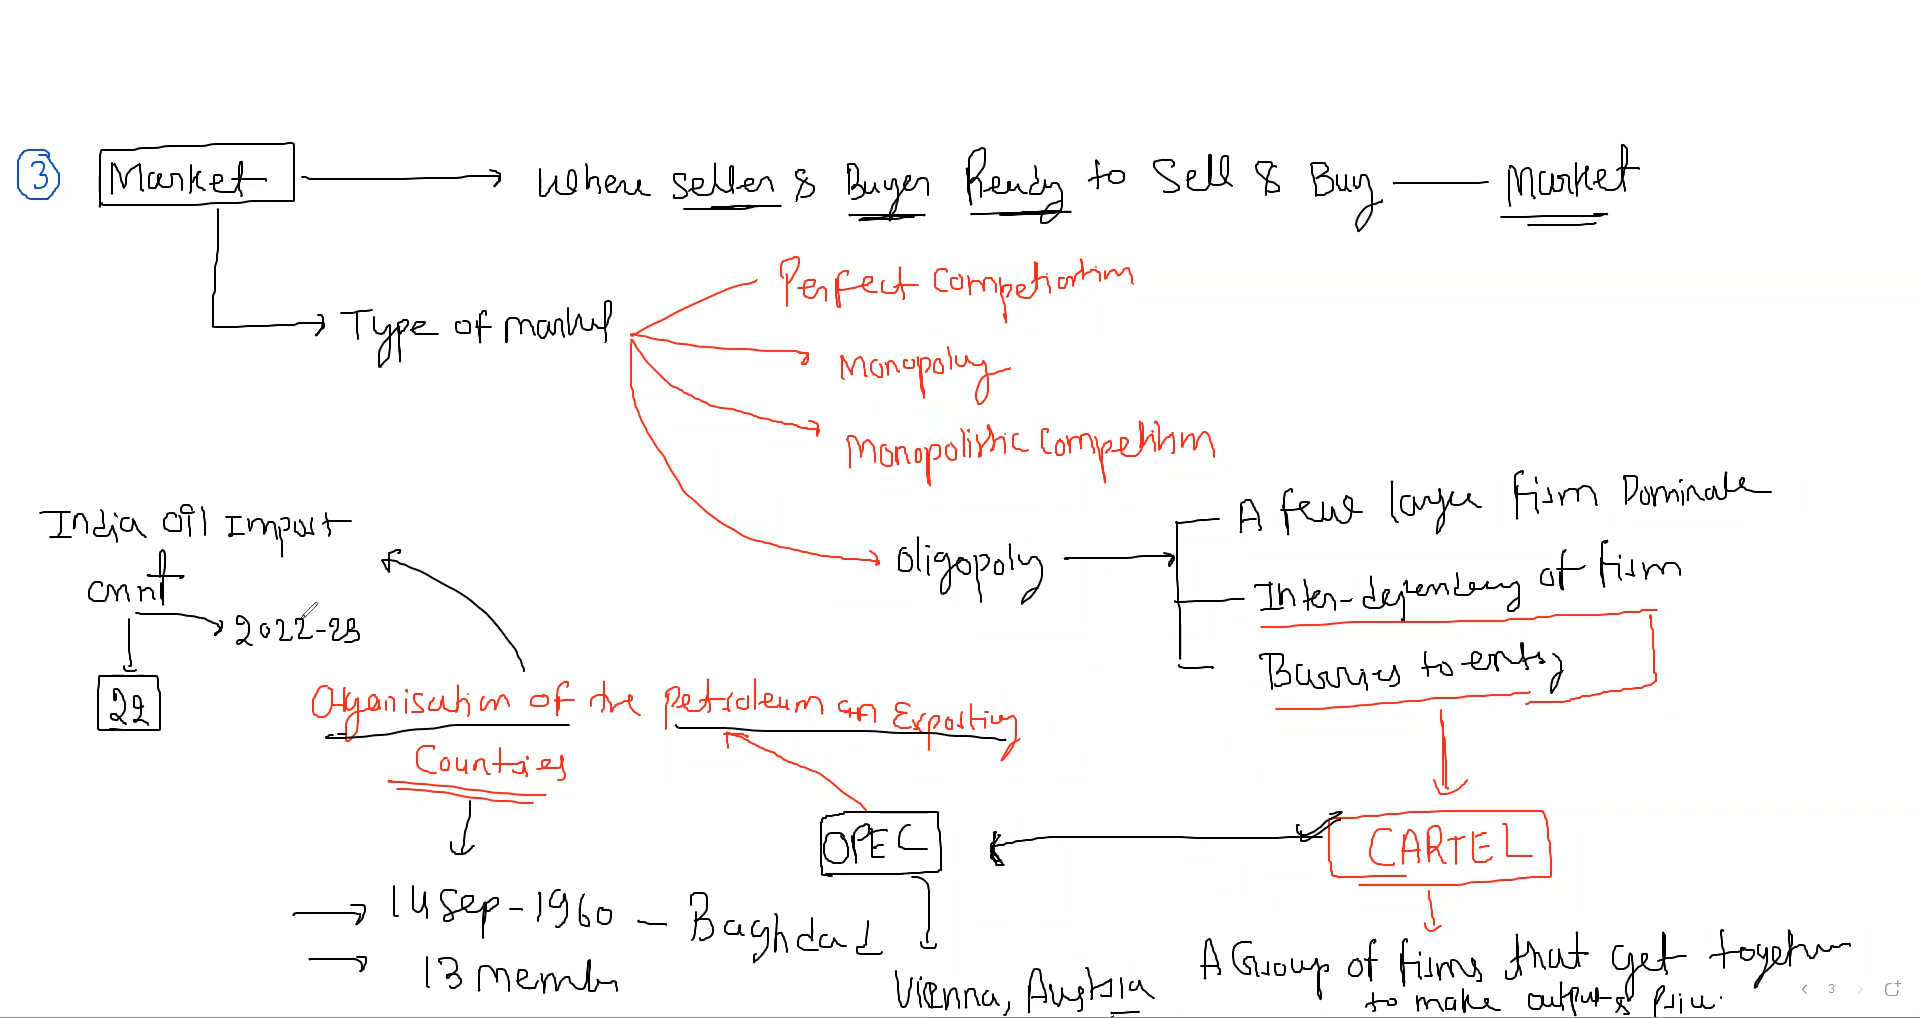 3
Market
Where seller & Buyer Ready to Sell & Buy — Market
Type of market
Perfect Competition
Monopoly
Monopolistic Competition
Oligopoly
A few large firm Dominate
Inter-dependency of firm
Barries to entry
India oil Import
2022-23
22
Organisation of the Petroleum Exporting
Countries
OPEC
CARTEL
14 Sep-1960 — Baghdad
13 Membr
Vienna, Austria
A Group of firms that get together
to make output & price.
3